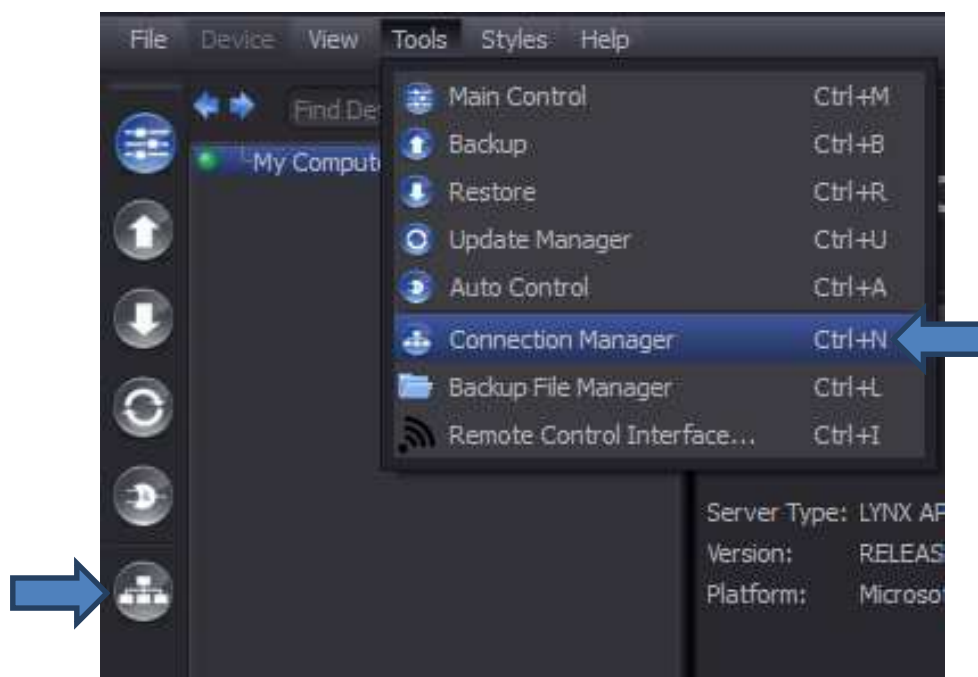 File Device View Tools Styles Help
Find De
My Comput
Main Control Ctrl+M
Backup Ctrl+B
Restore Ctrl+R
Update Manager Ctrl+U
Auto Control Ctrl+A
Connection Manager Ctrl+N
Backup File Manager Ctrl+L
Remote Control Interface... Ctrl+I
Server Type: LYNX AP
Version: RELEAS
Platform: Microso